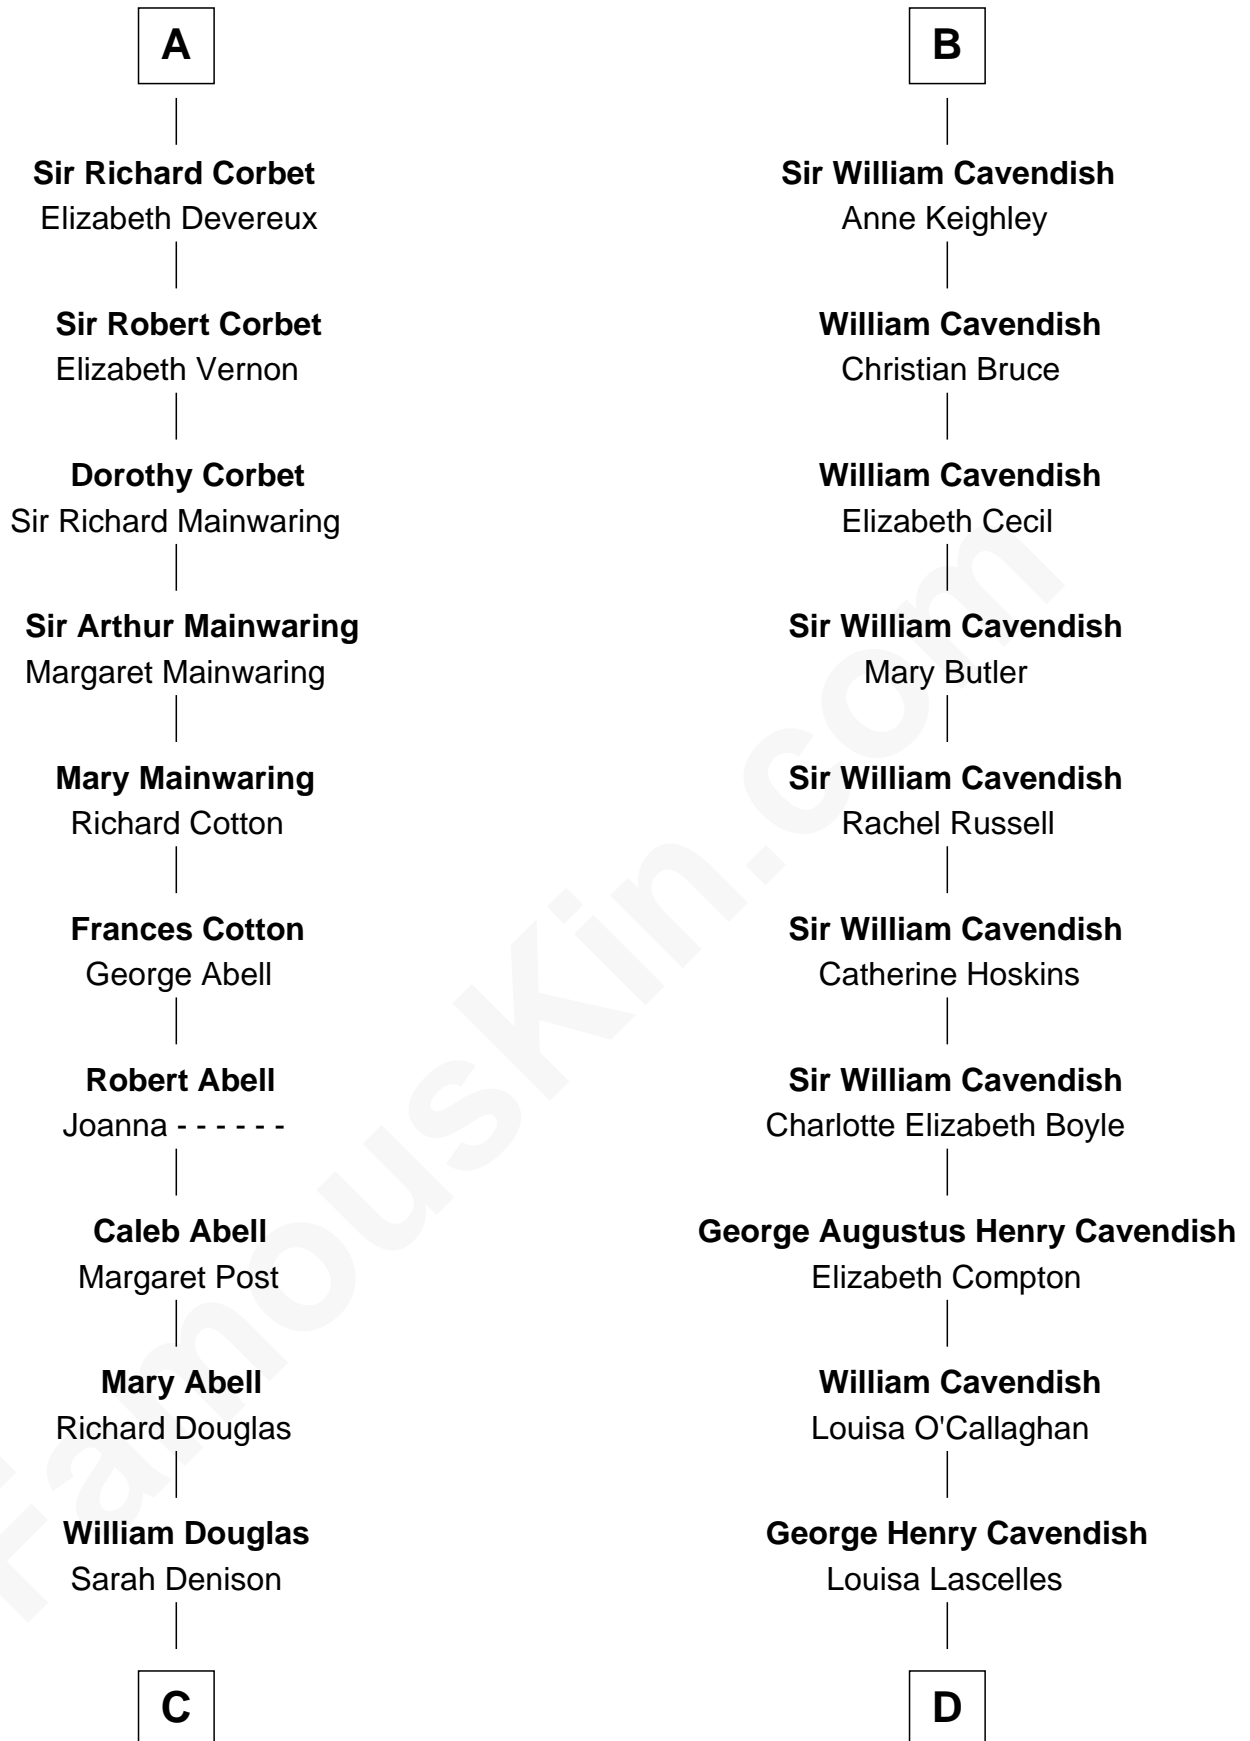 A
Sir Richard Corbet
Elizabeth Devereux
Sir Robert Corbet
Elizabeth Vernon
Dorothy Corbet
Sir Richard Mainwaring
Sir Arthur Mainwaring
Margaret Mainwaring
Mary Mainwaring
Richard Cotton
Frances Cotton
George Abell
Robert Abell
Joanna - - - - - -
Caleb Abell
Margaret Post
Mary Abell
Richard Douglas
William Douglas
Sarah Denison
C
B
Sir William Cavendish
Anne Keighley
William Cavendish
Christian Bruce
William Cavendish
Elizabeth Cecil
Sir William Cavendish
Mary Butler
Sir William Cavendish
Rachel Russell
Sir William Cavendish
Catherine Hoskins
Sir William Cavendish
Charlotte Elizabeth Boyle
George Augustus Henry Cavendish
Elizabeth Compton
William Cavendish
Louisa O'Callaghan
George Henry Cavendish
Louisa Lascelles
D
FamousKin.com